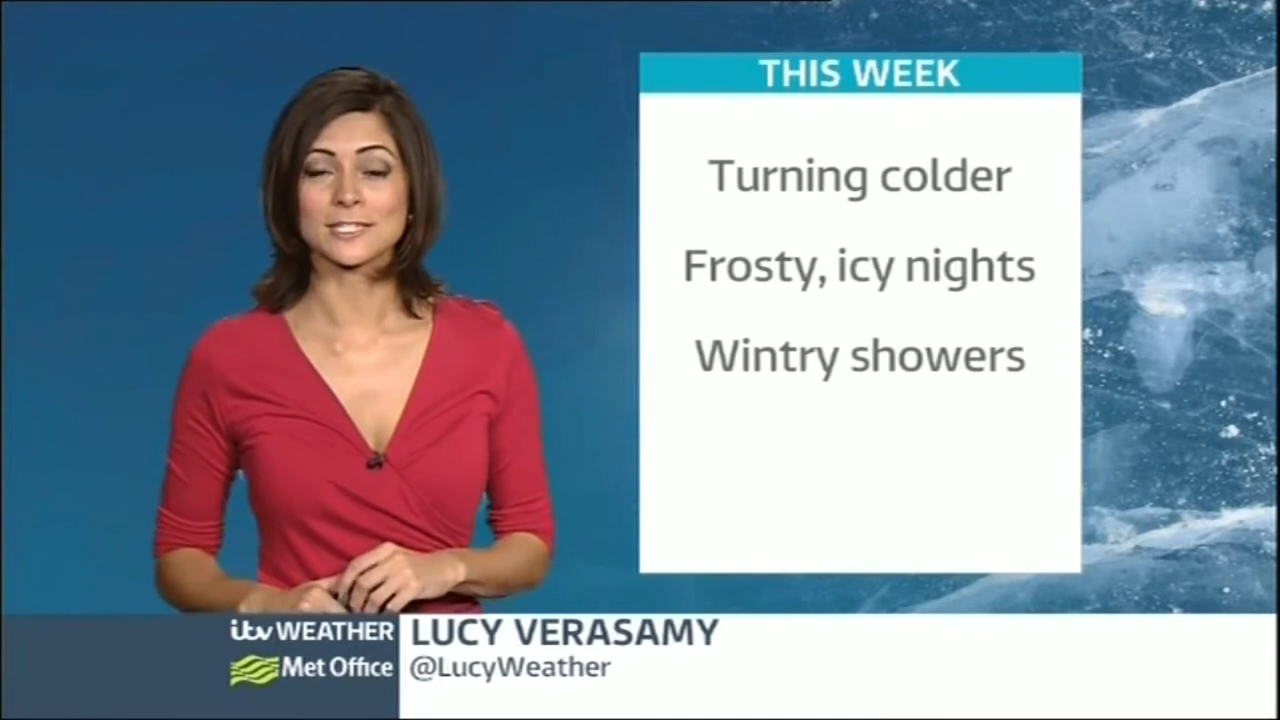 THIS WEEK
Turning colder
Frosty, icy nights
Wintry showers
itv WEATHER
Met Office
LUCY VERASAMY
@LucyWeather